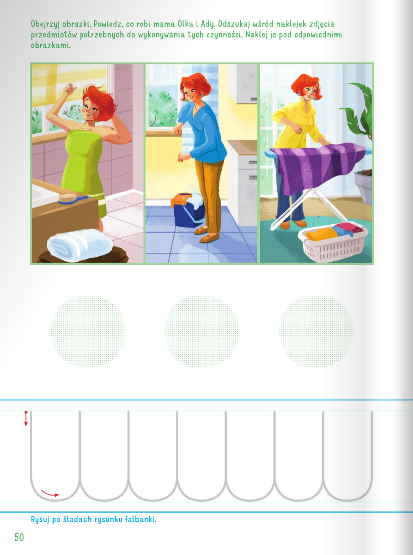 Obejrzyj obrazki. Powiedz, co robi mama Olka i Ady. Odszukaj wśród naklejek zdjęcia
przedmiotów potrzebnych do wykonywania tych czynności. Naklej je pod odpowiednimi
obrazkami.
Rysuj po śladach rysunku falbanki.
50